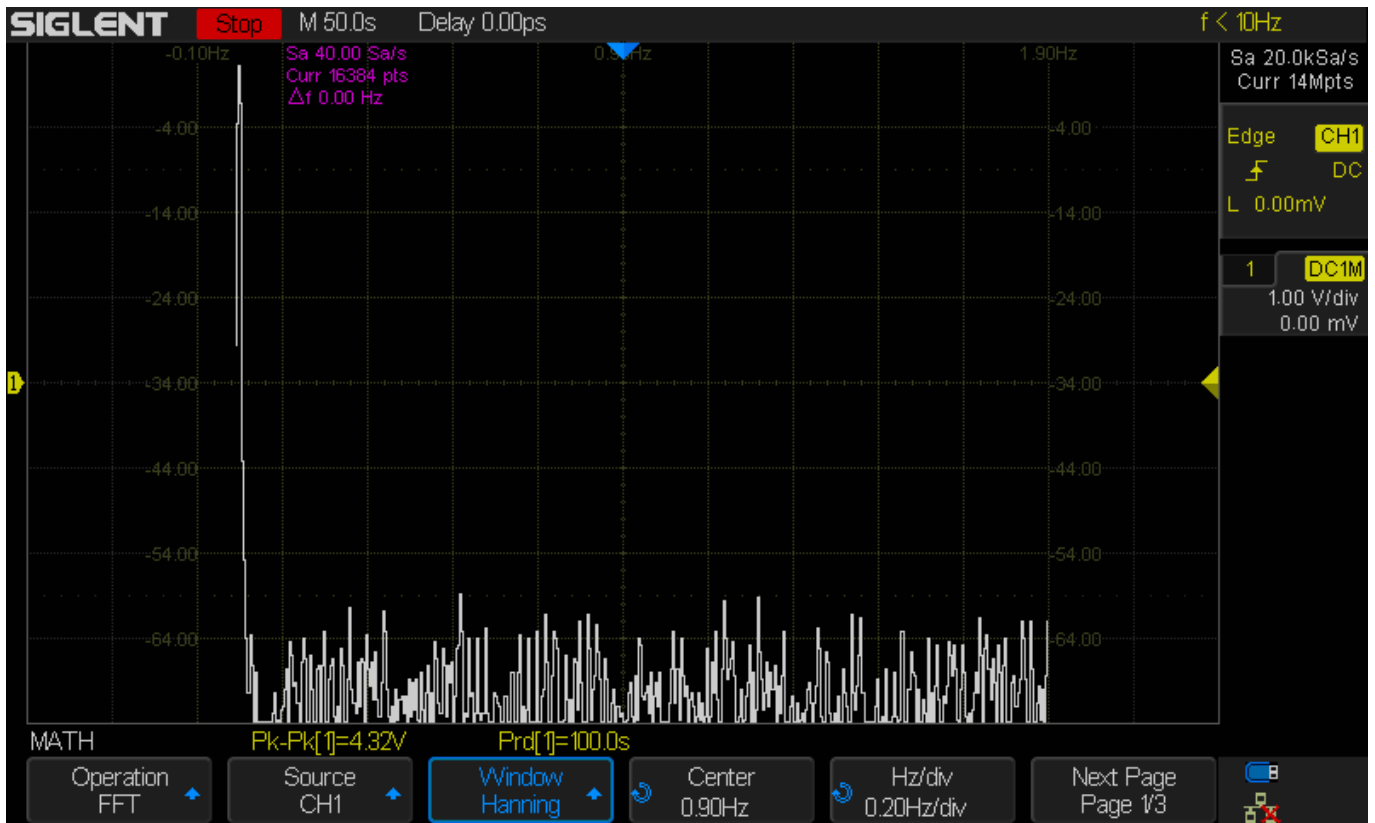 SIGLENT Stop M 50.0s Delay 0.00ps f < 10Hz
-0.10Hz 1.90Hz
Sa 40.00 Sa/s
Curr 16384 pts
Δf 0.00 Hz
Sa 20.0kSa/s
Curr 14Mpts
Edge CH1
DC
L 0.00mV
1 DC1M
1.00 V/div
0.00 mV
-4.00 -4.00
-14.00 -14.00
-24.00 -24.00
1 -34.00 -34.00
-44.00 -44.00
-54.00 -54.00
-64.00 -64.00
MATH Pk-Pk[1]=4.32V Prd[1]=100.0s
Operation
FFT
Source
CH1
Window
Hanning
Center
0.90Hz
Hz/div
0.20Hz/div
Next Page
Page 1/3